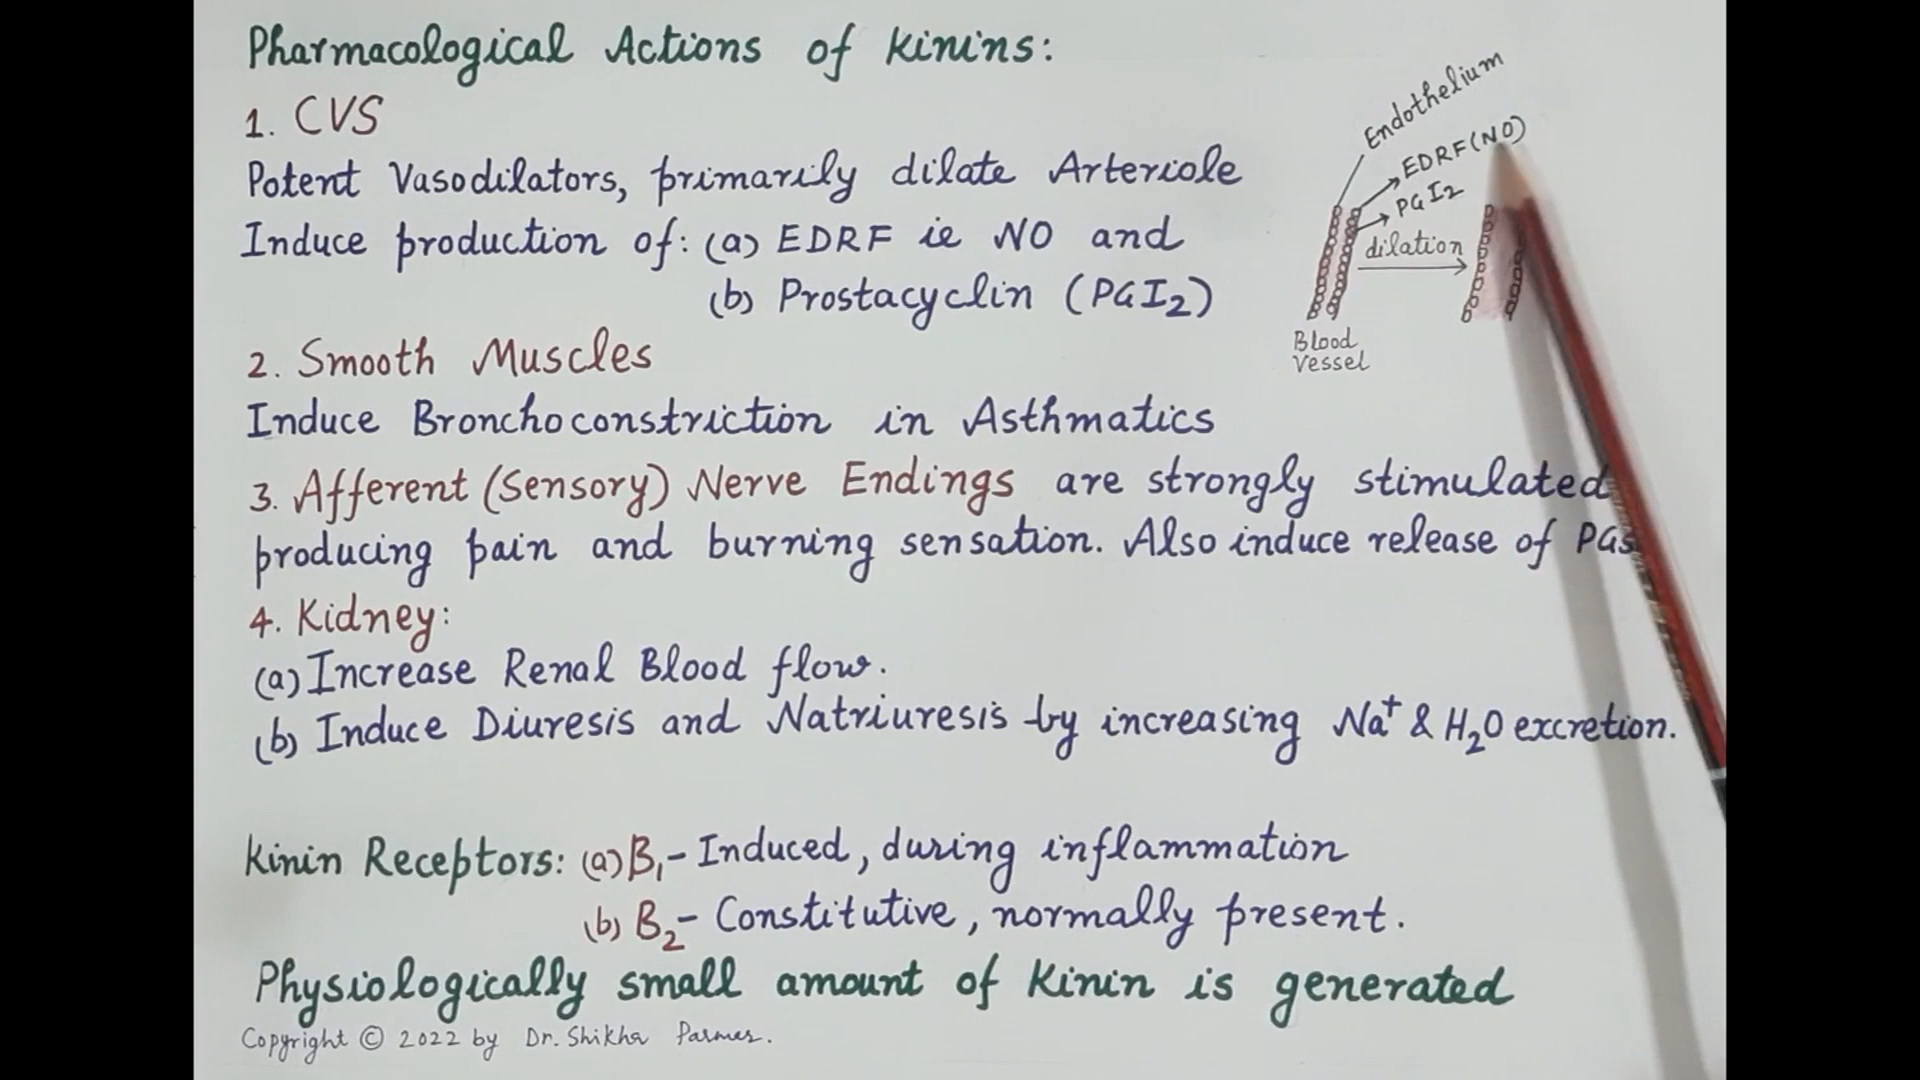 Pharmacological Actions of Kinins:
1. CVS
Potent Vasodilators, primarily dilate Arteriole
Induce production of: (a) EDRF ie NO and
(b) Prostacyclin (PGI2)
Endothelium
EDRF (NO)
PGI2
dilation
Blood
Vessel
2. Smooth Muscles
Induce Bronchoconstriction in Asthmatics
3. Afferent (Sensory) Nerve Endings are strongly stimulated
producing pain and burning sensation. Also induce release of PGs
4. Kidney:
(a) Increase Renal Blood flow.
(b) Induce Diuresis and Natriuresis by increasing Na⁺ & H₂O excretion.
Kinin Receptors: (a) B₁- Induced, during inflammation
(b) B₂- Constitutive, normally present.
Physiologically small amount of Kinin is generated
Copyright © 2022 by Dr. Shikha Parmar.